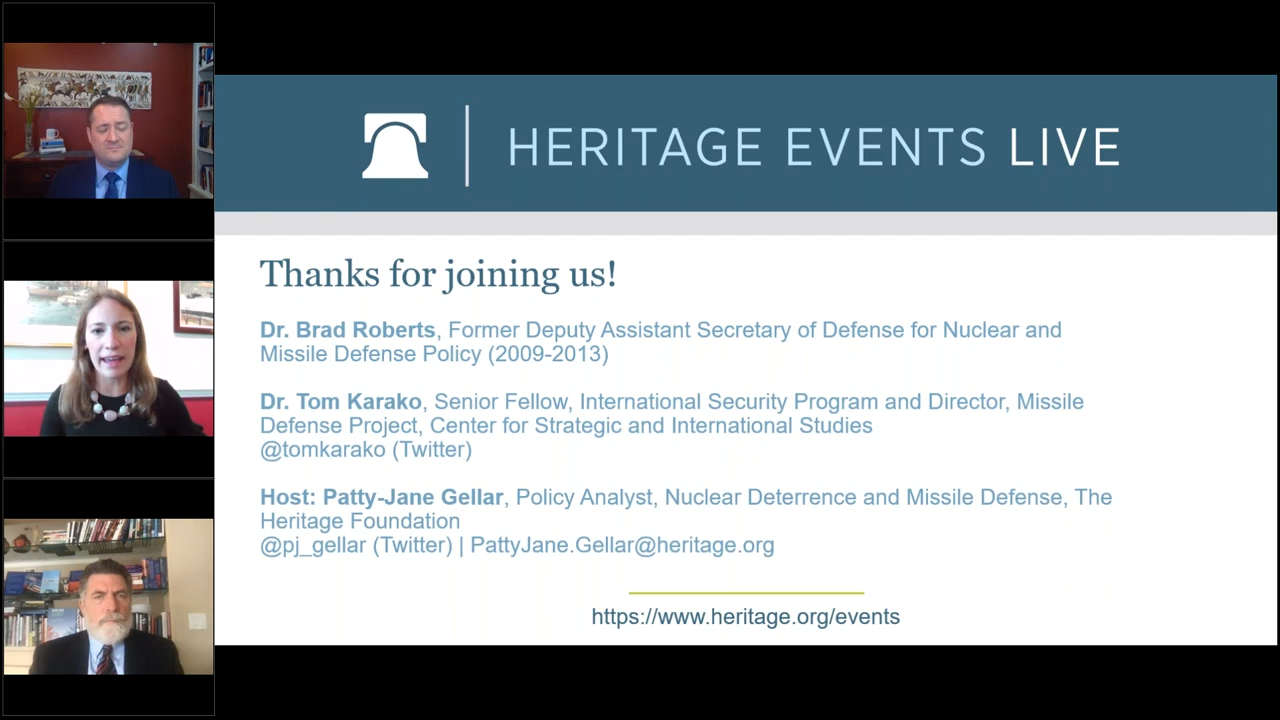 HERITAGE EVENTS LIVE
Thanks for joining us!
Dr. Brad Roberts, Former Deputy Assistant Secretary of Defense for Nuclear and
Missile Defense Policy (2009-2013)
Dr. Tom Karako, Senior Fellow, International Security Program and Director, Missile
Defense Project, Center for Strategic and International Studies
@tomkarako (Twitter)
Host: Patty-Jane Gellar, Policy Analyst, Nuclear Deterrence and Missile Defense, The
Heritage Foundation
@pj_gellar (Twitter) | PattyJane.Gellar@heritage.org
https://www.heritage.org/events